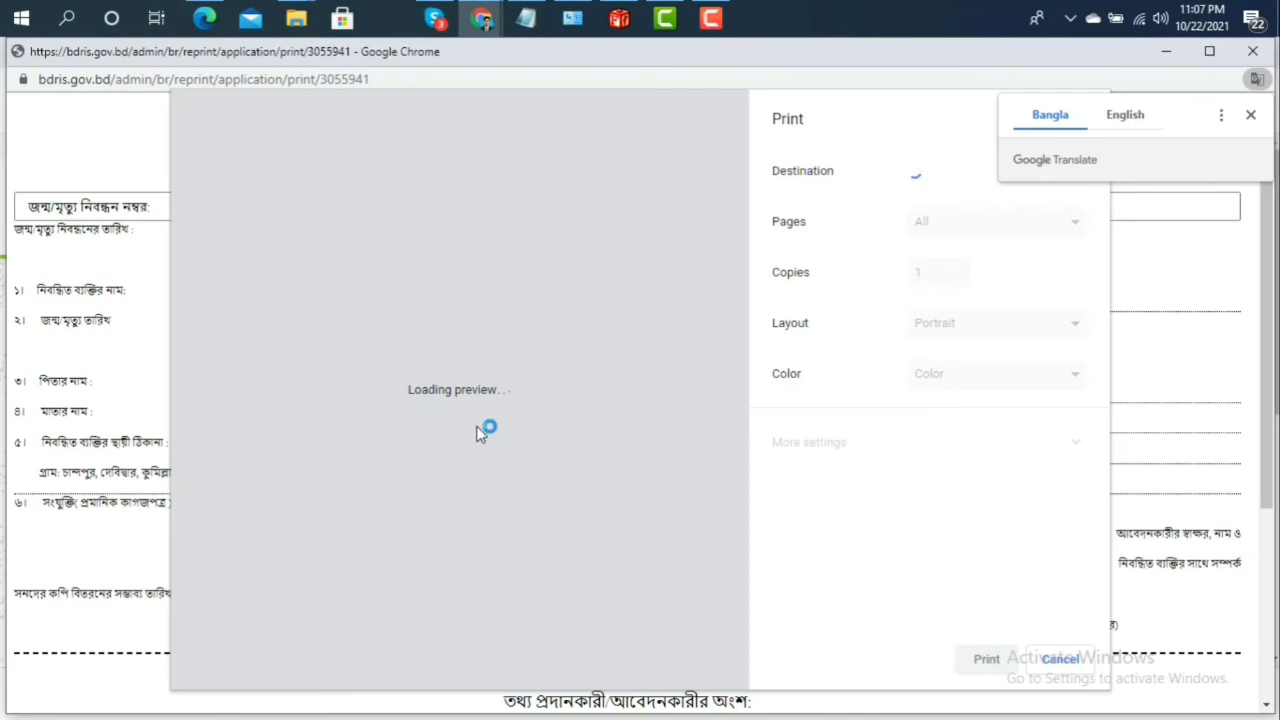 3
11:07 PM
10/22/2021
22
https://bdris.gov.bd/admin/br/reprint/application/print/3055941 - Google Chrome
bdris.gov.bd/admin/br/reprint/application/print/3055941
Print
Bangla English
Google Translate
Destination
Pages All
Copies 1
Layout Portrait
Color Color
More settings
Loading preview...
Print Cancel
জন্ম/মৃত্যু নিবন্ধন নম্বর:
জন্ম/মৃত্যু নিবন্ধনের তারিখ :
১। নিবন্ধিত ব্যক্তির নাম:
২। জন্ম/মৃত্যু তারিখ
৩। পিতার নাম :
৪। মাতার নাম :
৫। নিবন্ধিত ব্যক্তির স্থায়ী ঠিকানা :
গ্রাম: চান্দপুর, দেবিদ্বার, কুমিল্লা
৬। সংযুক্তি( প্রমানিক কাগজপত্র )
আবেদনকারীর স্বাক্ষর, নাম ও
নিবন্ধিত ব্যক্তির সাথে সম্পর্ক
সনদের কপি বিতরনের সম্ভাব্য তারিখ
র)
Activate Windows
Go to Settings to activate Windows.
তথ্য প্রদানকারী/আবেদনকারীর অংশ: